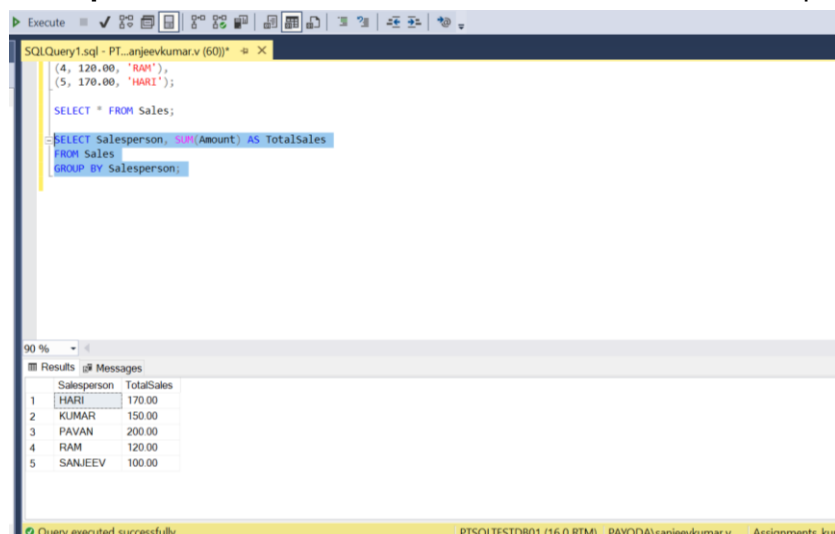 Execute
SQLQuery1.sql - PT...anjeevkumar.v (60))*
(4, 120.00, 'RAM'),
(5, 170.00, 'HARI');
SELECT * FROM Sales;
SELECT Salesperson, SUM(Amount) AS TotalSales
FROM Sales
GROUP BY Salesperson;
90 %
Results Messages
Salesperson TotalSales
1 HARI 170.00
2 KUMAR 150.00
3 PAVAN 200.00
4 RAM 120.00
5 SANJEEV 100.00
Query executed successfully PTSQLTESTDB01 (16.0 RTM) PAYODA\sanjeevkumar.v Assignments